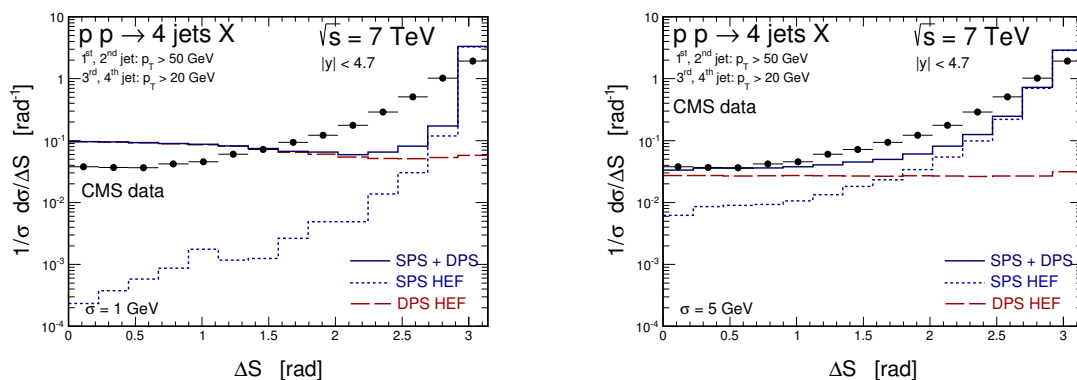 p p → 4 jets X
√s = 7 TeV
1st, 2nd jet: pT > 50 GeV
|y| < 4.7
3rd, 4th jet: pT > 20 GeV
CMS data
SPS + DPS
SPS HEF
DPS HEF
σ = 1 GeV
1/σ dσ/ΔS [rad⁻¹]
10
1
10⁻¹
10⁻²
10⁻³
10⁻⁴
0 0.5 1 1.5 2 2.5 3
ΔS [rad]
p p → 4 jets X
√s = 7 TeV
1st, 2nd jet: pT > 50 GeV
|y| < 4.7
3rd, 4th jet: pT > 20 GeV
CMS data
SPS + DPS
SPS HEF
DPS HEF
σ = 5 GeV
1/σ dσ/ΔS [rad⁻¹]
10
1
10⁻¹
10⁻²
10⁻³
10⁻⁴
0 0.5 1 1.5 2 2.5 3
ΔS [rad]